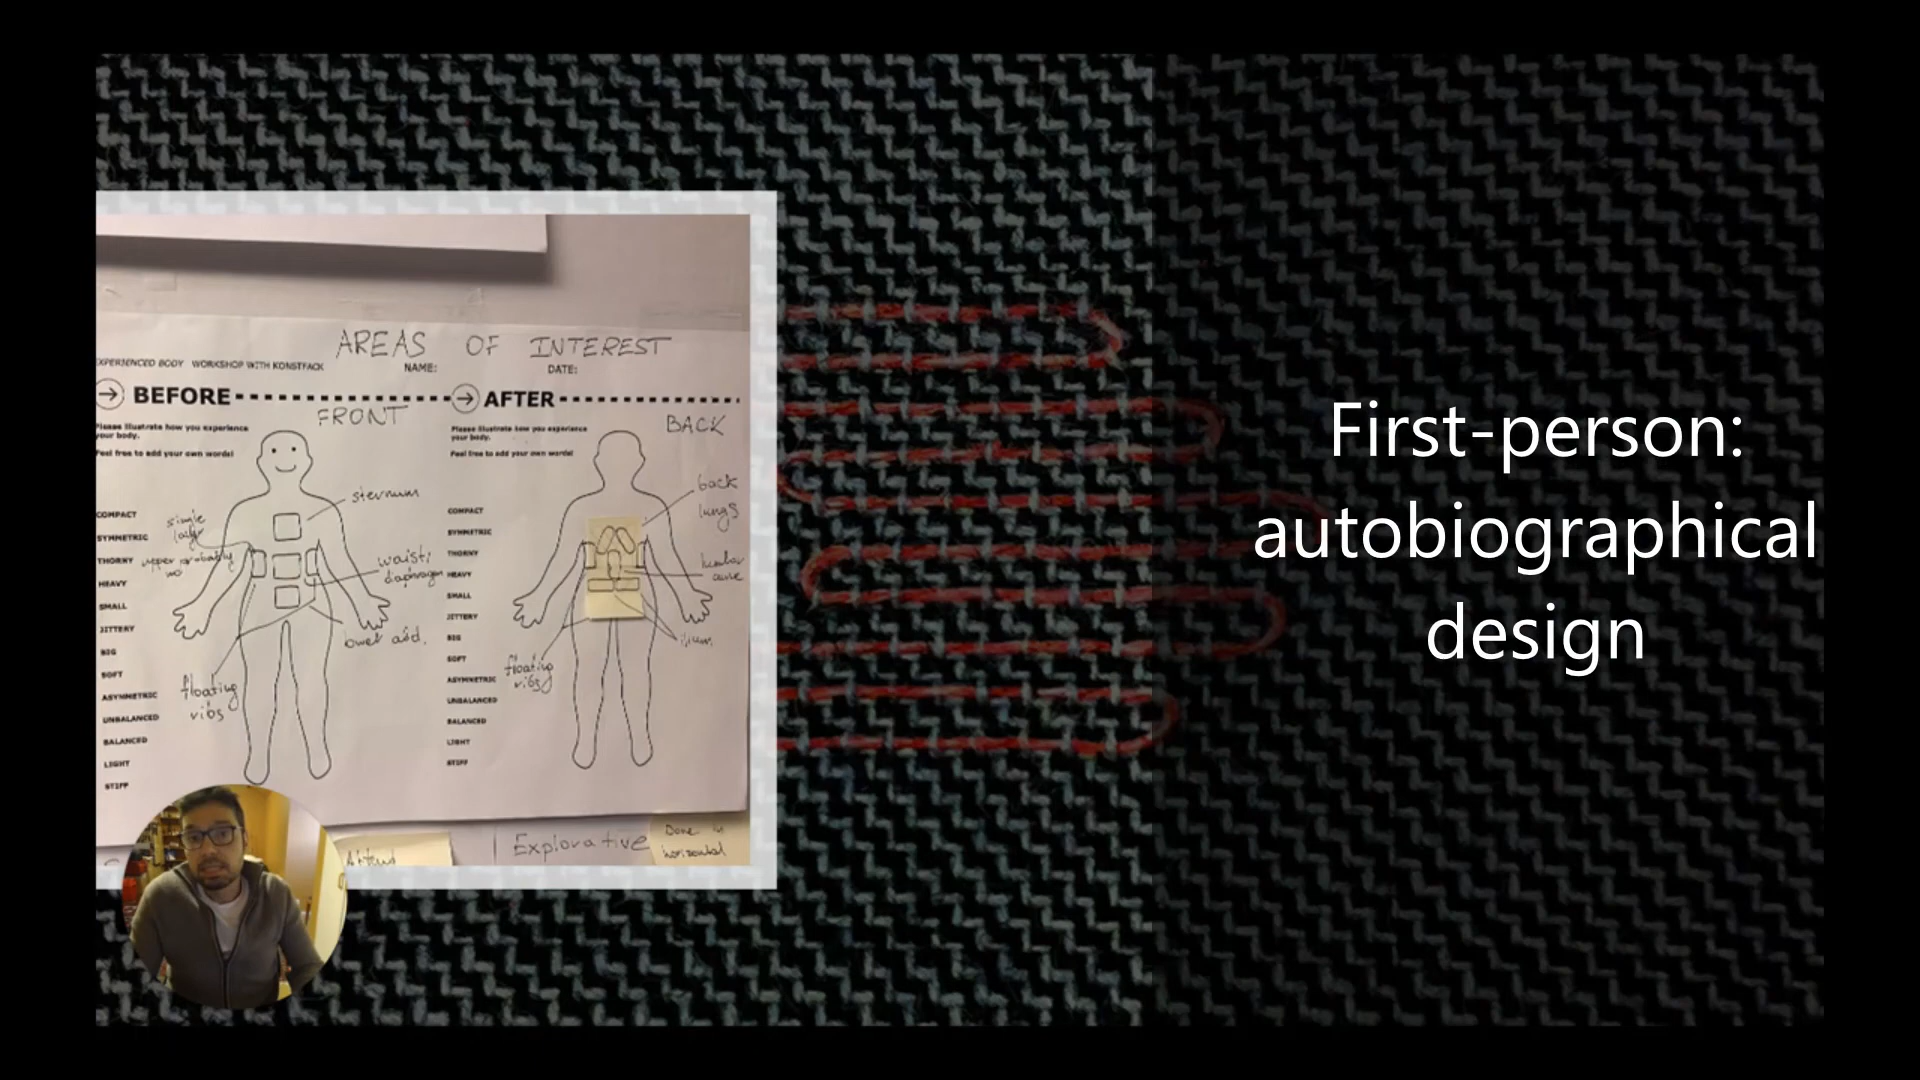 AREAS OF INTEREST
EXPERIENCED BODY WORKSHOP WITH KONSTFACK
NAME:
DATE:
BEFORE
AFTER
FRONT
BACK
Please illustrate how you experience
your body.
Feel free to add your own words!
Please illustrate how you experience
your body.
Feel free to add your own words!
sternum
single
waist/
diaphragm
floating
ribs
COMPACT
SYMMETRIC
THORNY
HEAVY
SMALL
JITTERY
BIG
SOFT
ASYMMETRIC
UNBALANCED
BALANCED
LIGHT
STIFF
back
lungs
ilium
floating
ribs
COMPACT
SYMMETRIC
THORNY
HEAVY
SMALL
JITTERY
BIG
SOFT
ASYMMETRIC
UNBALANCED
BALANCED
LIGHT
STIFF
Explorative
Done in
horizontal
First-person:
autobiographical
design